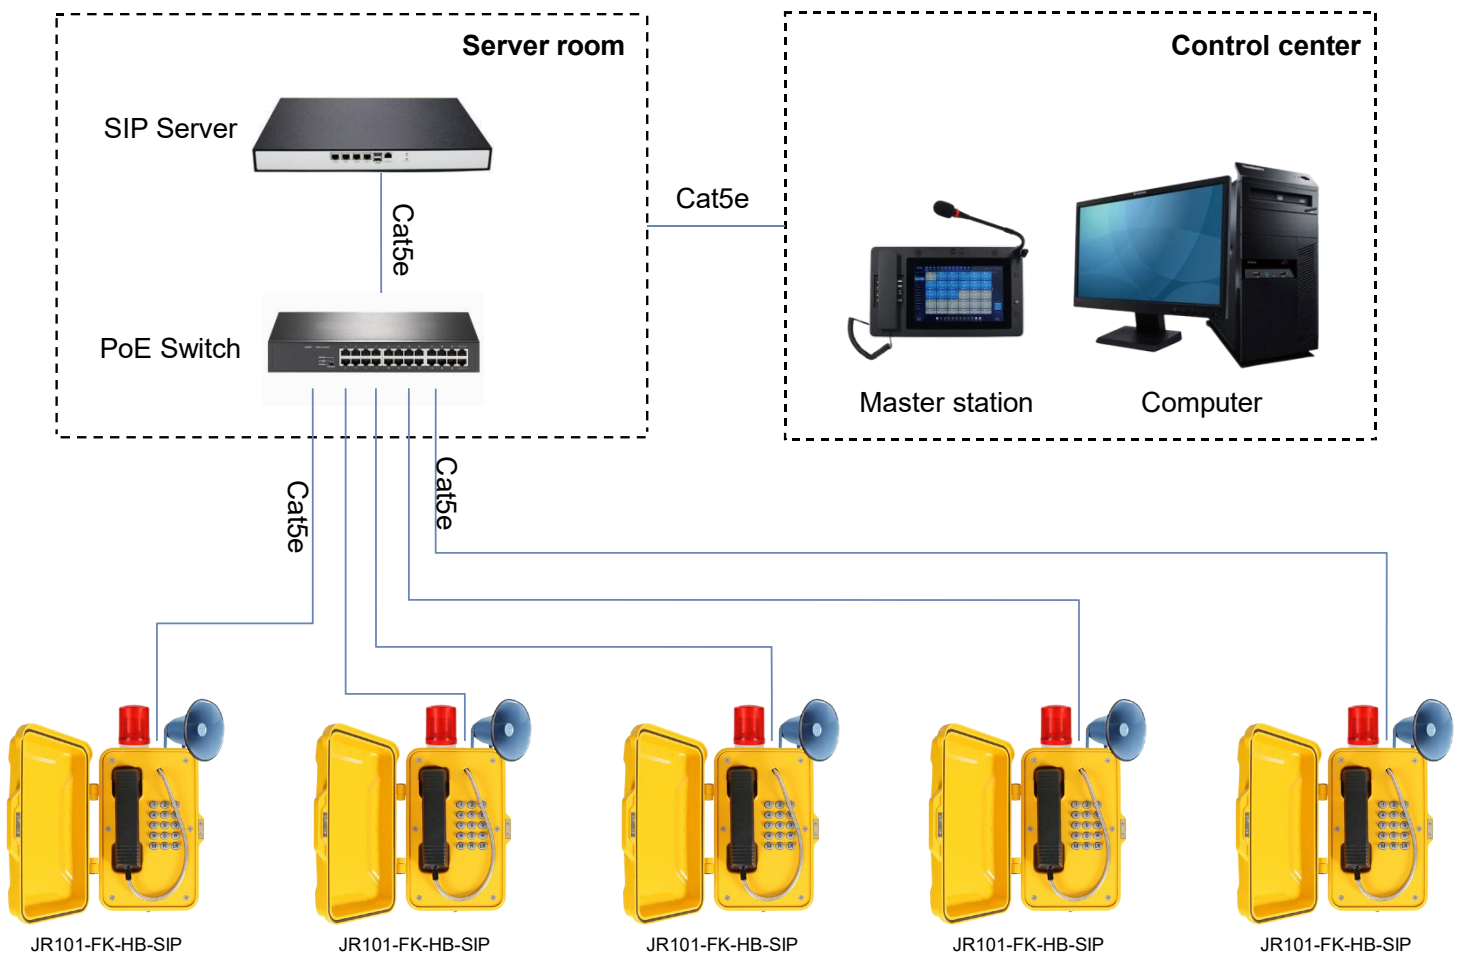 Server room
Control center
SIP Server
Cat5e
Cat5e
PoE Switch
Master station
Computer
Cat5e
Cat5e
JR101-FK-HB-SIP
JR101-FK-HB-SIP
JR101-FK-HB-SIP
JR101-FK-HB-SIP
JR101-FK-HB-SIP